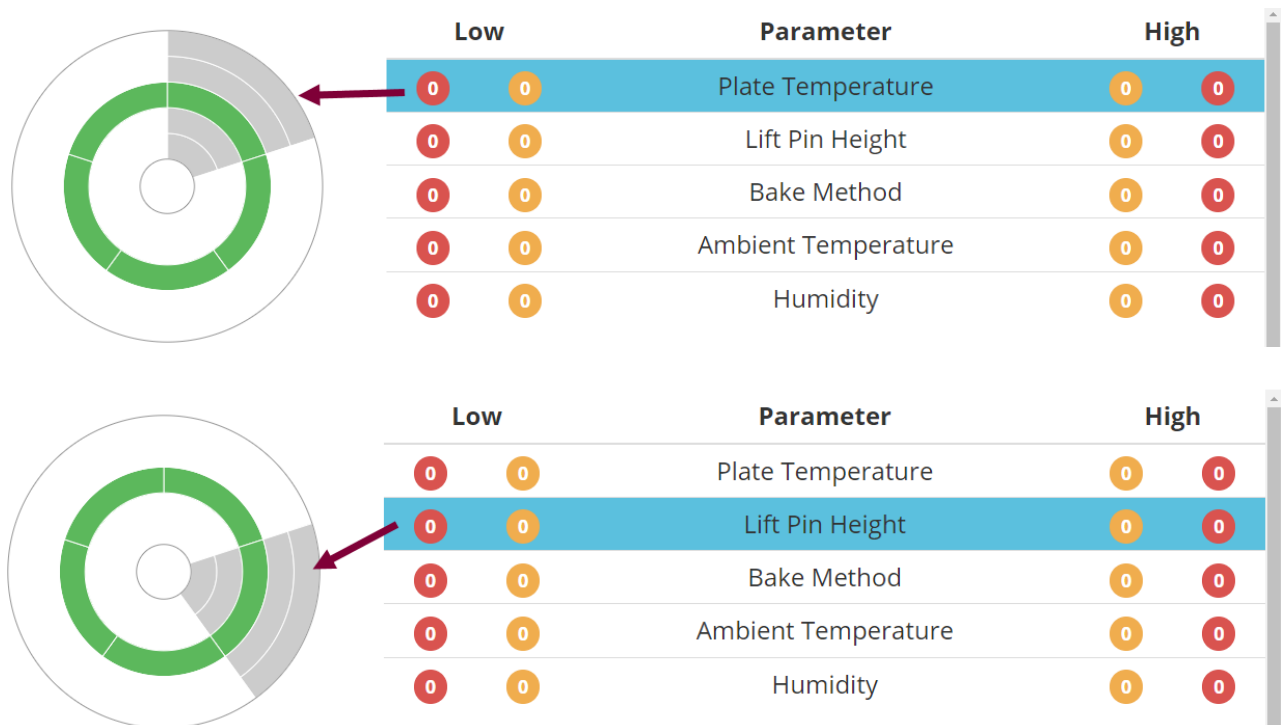 Low Parameter High
0 0 Plate Temperature 0 0
0 0 Lift Pin Height 0 0
0 0 Bake Method 0 0
0 0 Ambient Temperature 0 0
0 0 Humidity 0 0
Low Parameter High
0 0 Plate Temperature 0 0
0 0 Lift Pin Height 0 0
0 0 Bake Method 0 0
0 0 Ambient Temperature 0 0
0 0 Humidity 0 0